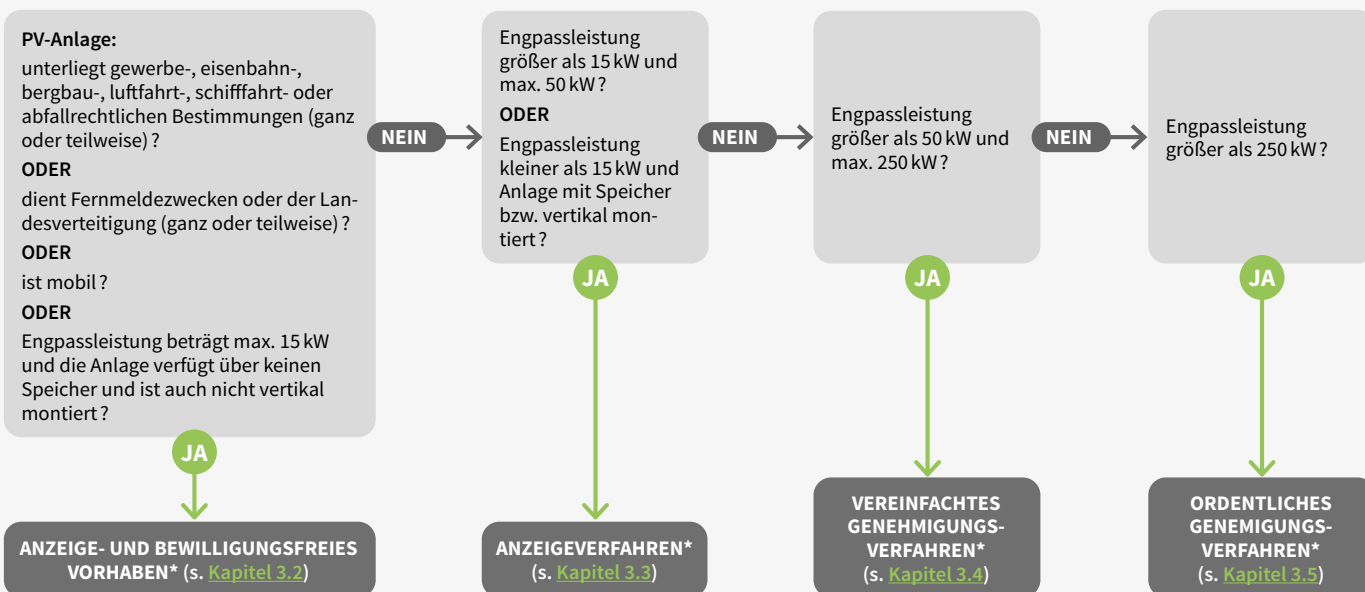 PV-Anlage:
unterliegt gewerbe-, eisenbahn-,
bergbau-, luftfahrt-, schifffahrt- oder
abfallrechtlichen Bestimmungen (ganz
oder teilweise) ?
ODER
dient Fernmeldezwecken oder der Lan-
desverteitigung (ganz oder teilweise) ?
ODER
ist mobil ?
ODER
Engpassleistung beträgt max. 15 kW
und die Anlage verfügt über keinen
Speicher und ist auch nicht vertikal
montiert ?
JA
ANZEIGE- UND BEWILLIGUNGSFREIES
VORHABEN* (s. Kapitel 3.2)
NEIN
Engpassleistung
größer als 15 kW und
max. 50 kW ?
ODER
Engpassleistung
kleiner als 15 kW und
Anlage mit Speicher
bzw. vertikal mon-
tiert ?
JA
ANZEIGEVERFAHREN*
(s. Kapitel 3.3)
NEIN
Engpassleistung
größer als 50 kW und
max. 250 kW ?
JA
VEREINFACHTES
GENEHMIGUNGS-
VERFAHREN*
(s. Kapitel 3.4)
NEIN
Engpassleistung
größer als 250 kW ?
JA
ORDENTLICHES
GENEMIGUNGS-
VERFAHREN*
(s. Kapitel 3.5)